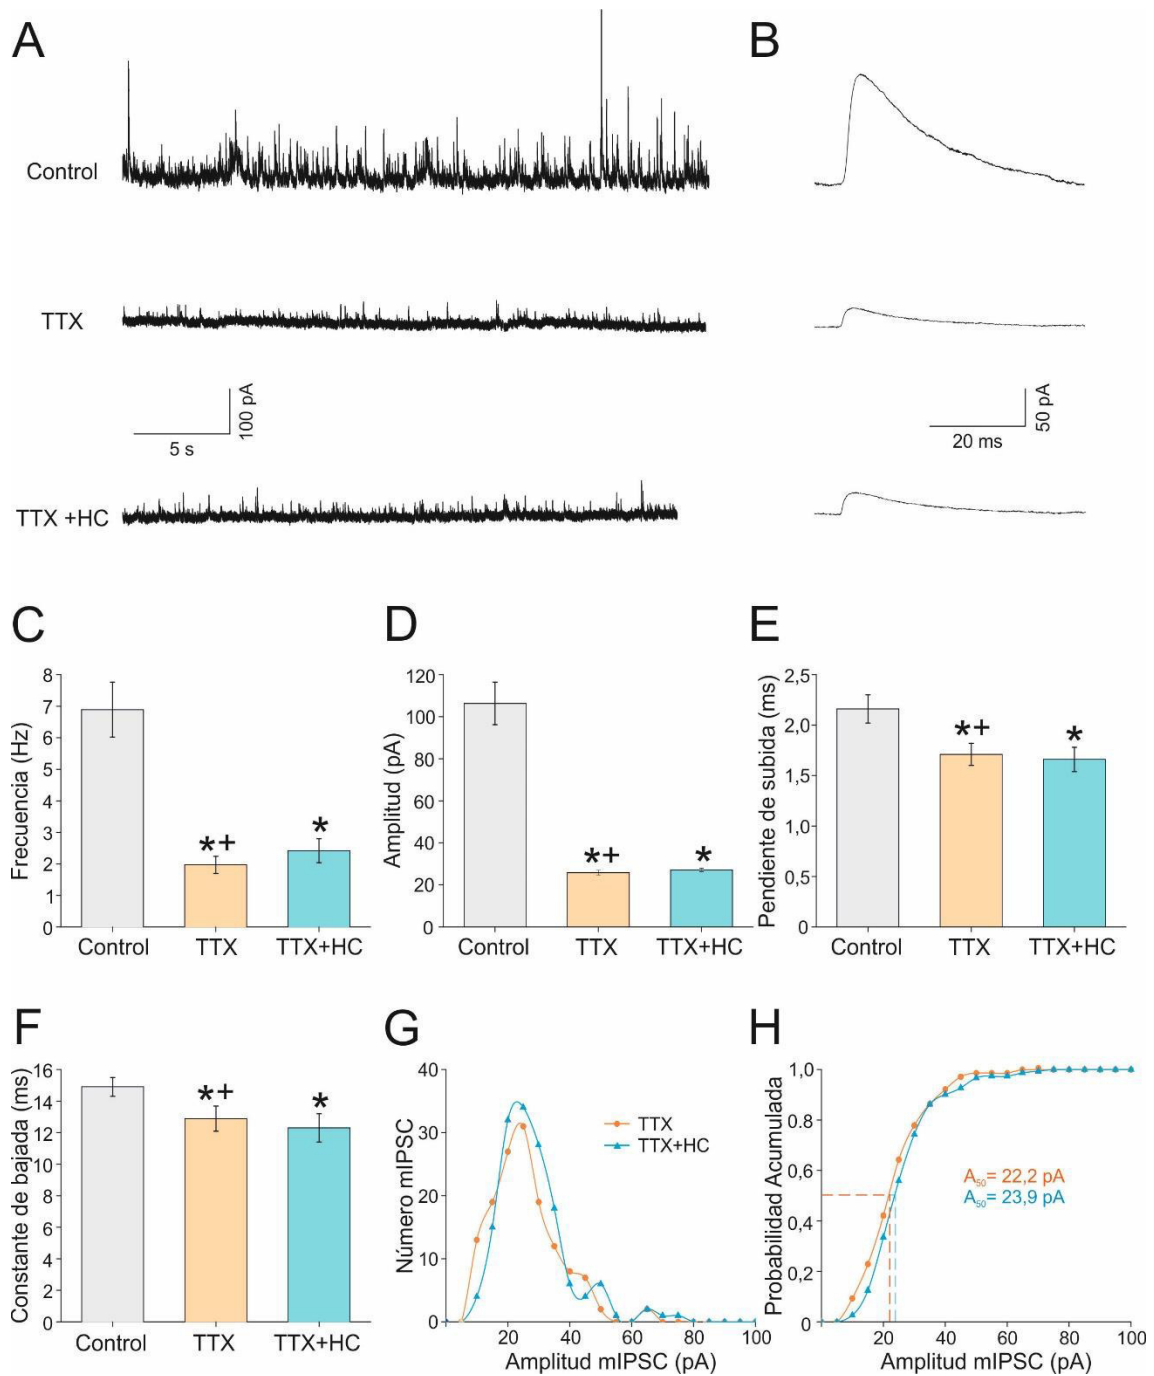 A
B
Control
TTX
100 pA
5 s
50 pA
20 ms
TTX +HC
C
D
E
Frecuencia (Hz)
8
7
6
5
4
3
2
1
0
*+
*
Control TTX TTX+HC
Amplitud (pA)
120
100
80
60
40
20
0
*+
*
Control TTX TTX+HC
Pendiente de subida (ms)
2,5
2,0
1,5
1,0
0,5
0
*+
*
Control TTX TTX+HC
F
G
H
Constante de bajada (ms)
16
14
12
10
8
6
4
2
0
*+
*
Control TTX TTX+HC
Número mIPSC
40
30
20
10
0
TTX
TTX+HC
20 40 60 80 100
Amplitud mIPSC (pA)
Probabilidad Acumulada
1,0
0,8
0,6
0,4
0,2
0
A50= 22,2 pA
A50= 23,9 pA
20 40 60 80 100
Amplitud mIPSC (pA)